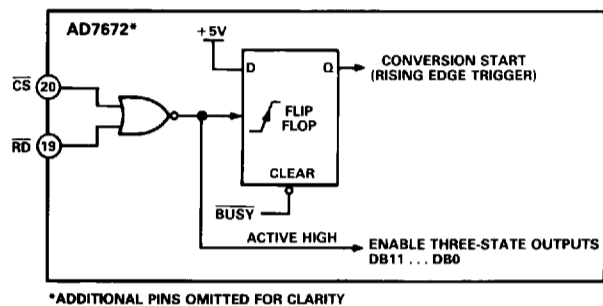 AD7672*
+5V
D
Q
CONVERSION START
(RISING EDGE TRIGGER)
CS
20
FLIP
FLOP
RD
19
CLEAR
BUSY
ACTIVE HIGH
ENABLE THREE-STATE OUTPUTS
DB11 . . . DB0
*ADDITIONAL PINS OMITTED FOR CLARITY